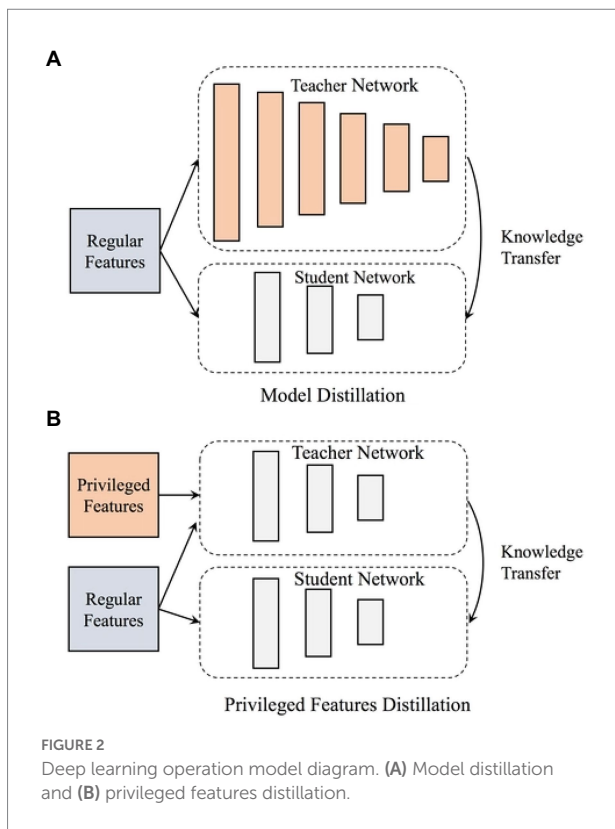 A
Teacher Network
Regular
Features
Knowledge
Transfer
Student Network
Model Distillation
B
Teacher Network
Privileged
Features
Knowledge
Transfer
Regular
Features
Student Network
Privileged Features Distillation
FIGURE 2
Deep learning operation model diagram. (A) Model distillation
and (B) privileged features distillation.